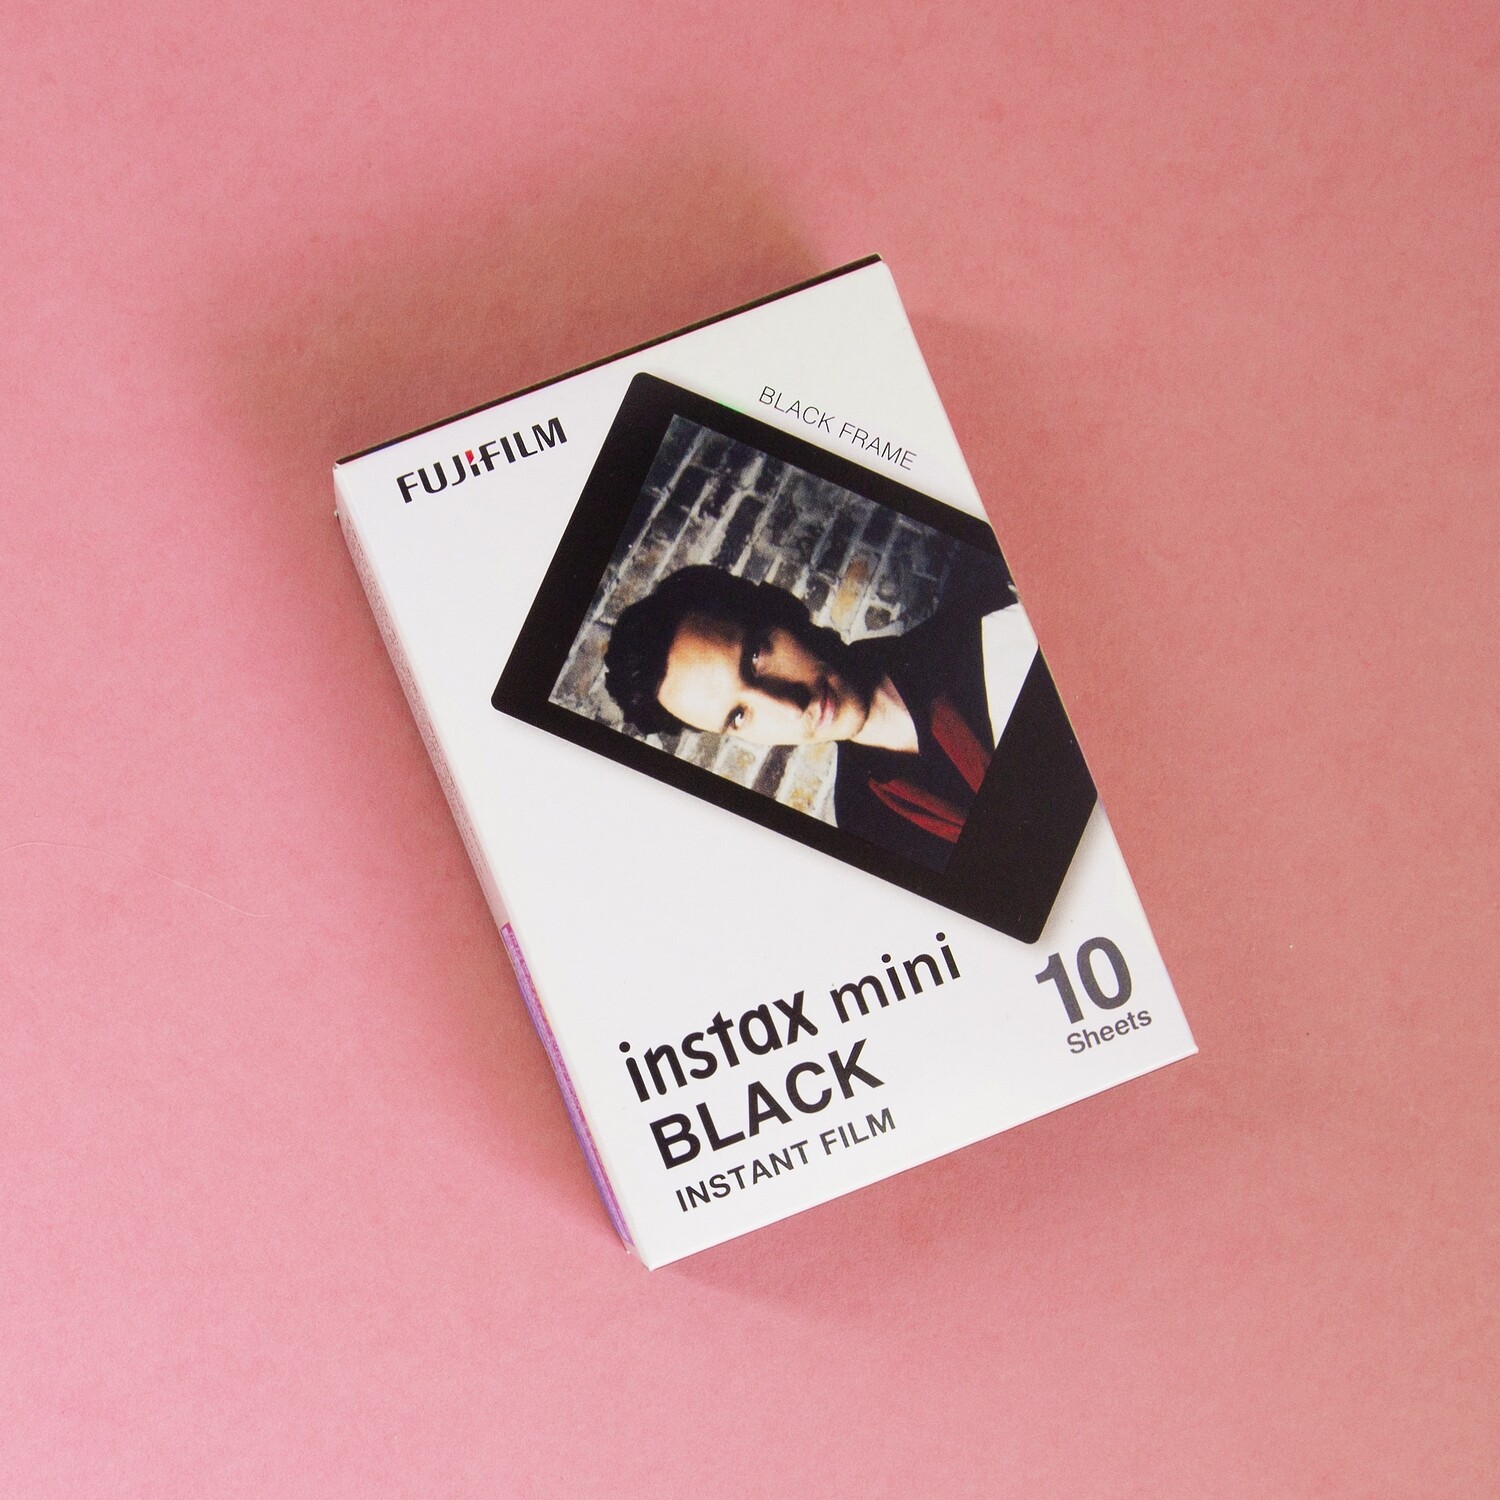 FUJIFILM
BLACK FRAME
instax mini
BLACK
INSTANT FILM
10
Sheets